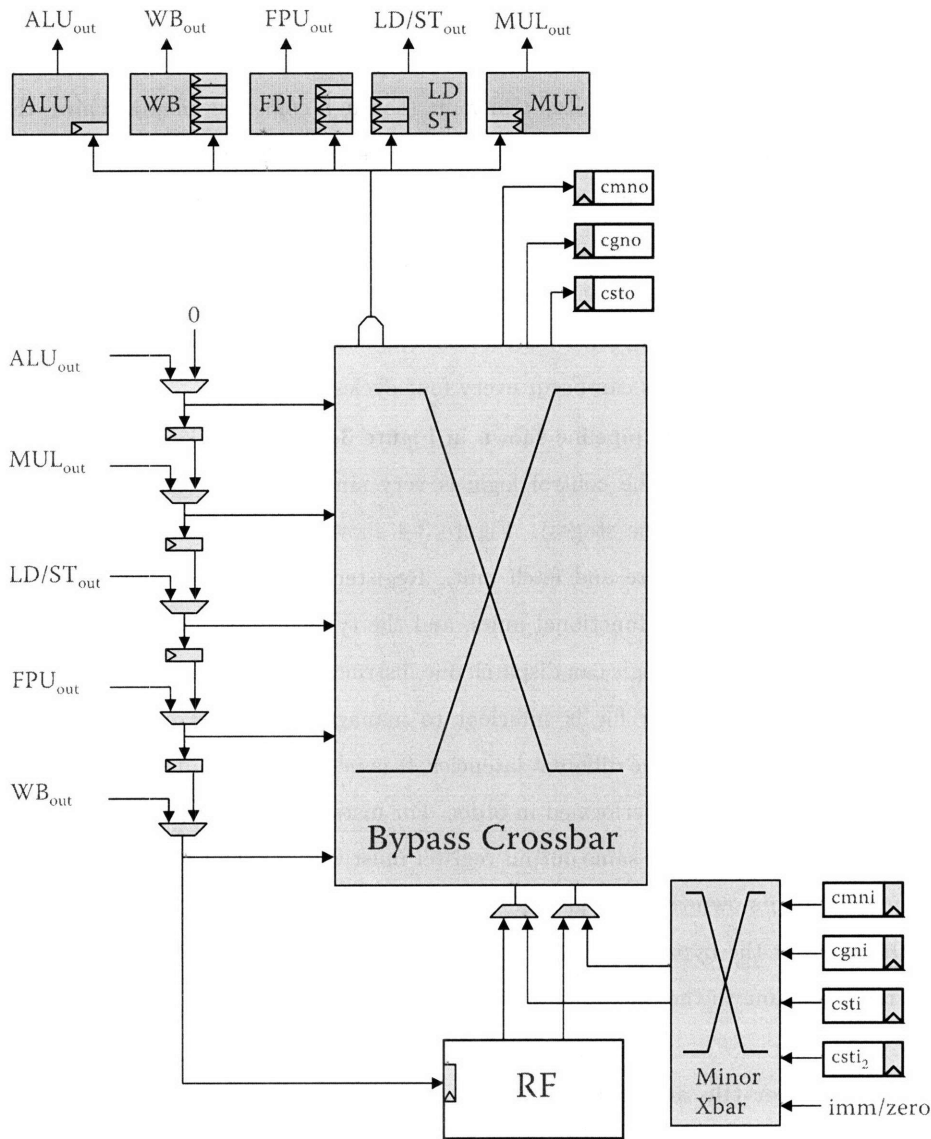 ALU_out WB_out FPU_out LD/ST_out MUL_out
ALU WB FPU LD ST MUL
cmno
cgno
csto
0
ALU_out
MUL_out
LD/ST_out
FPU_out
WB_out
Bypass Crossbar
cmni
cgni
csti
csti_2
imm/zero
Minor
Xbar
RF